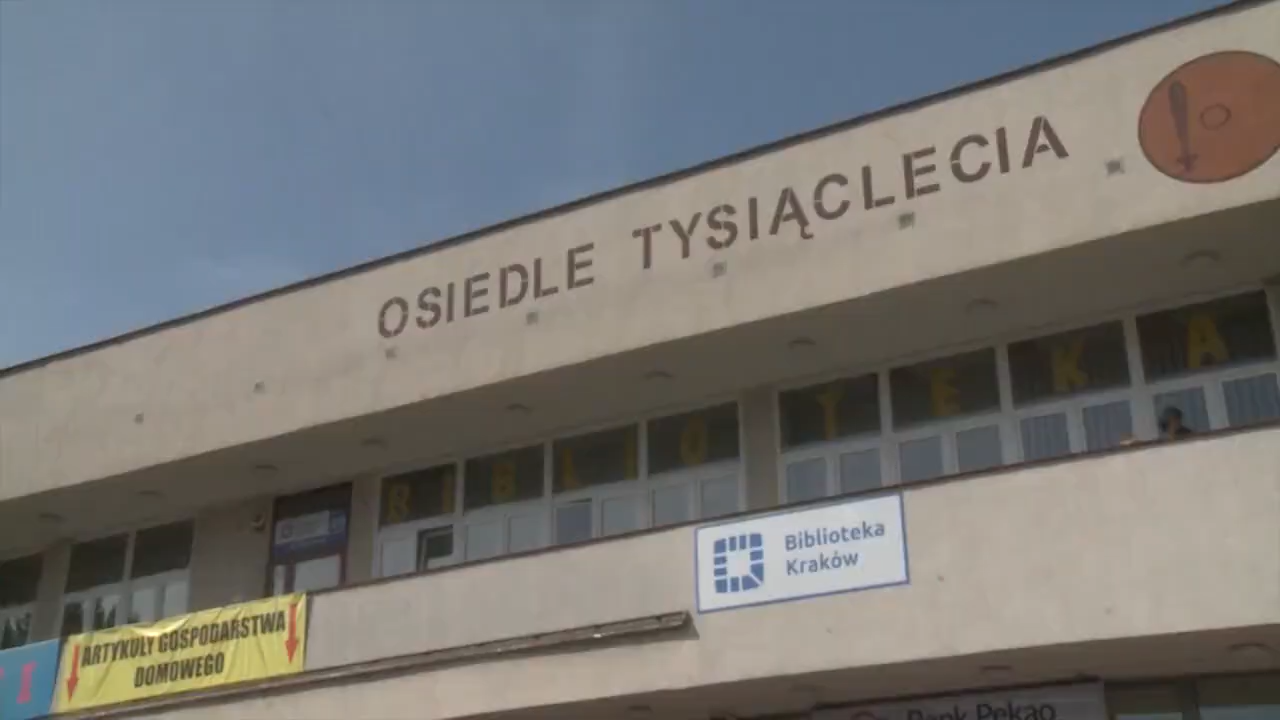 OSIEDLE TYSIĄCLECIA
BIBLIOTEKA
Biblioteka
Kraków
ARTYKUŁY GOSPODARSTWA
DOMOWEGO
I
Bank Pekao